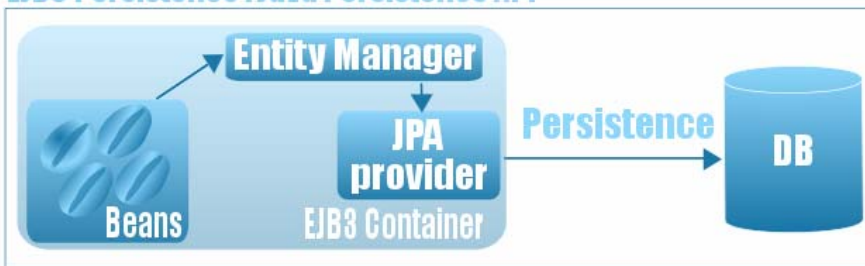 Entity Manager
JPA
provider
Beans
EJB3 Container
Persistence
DB